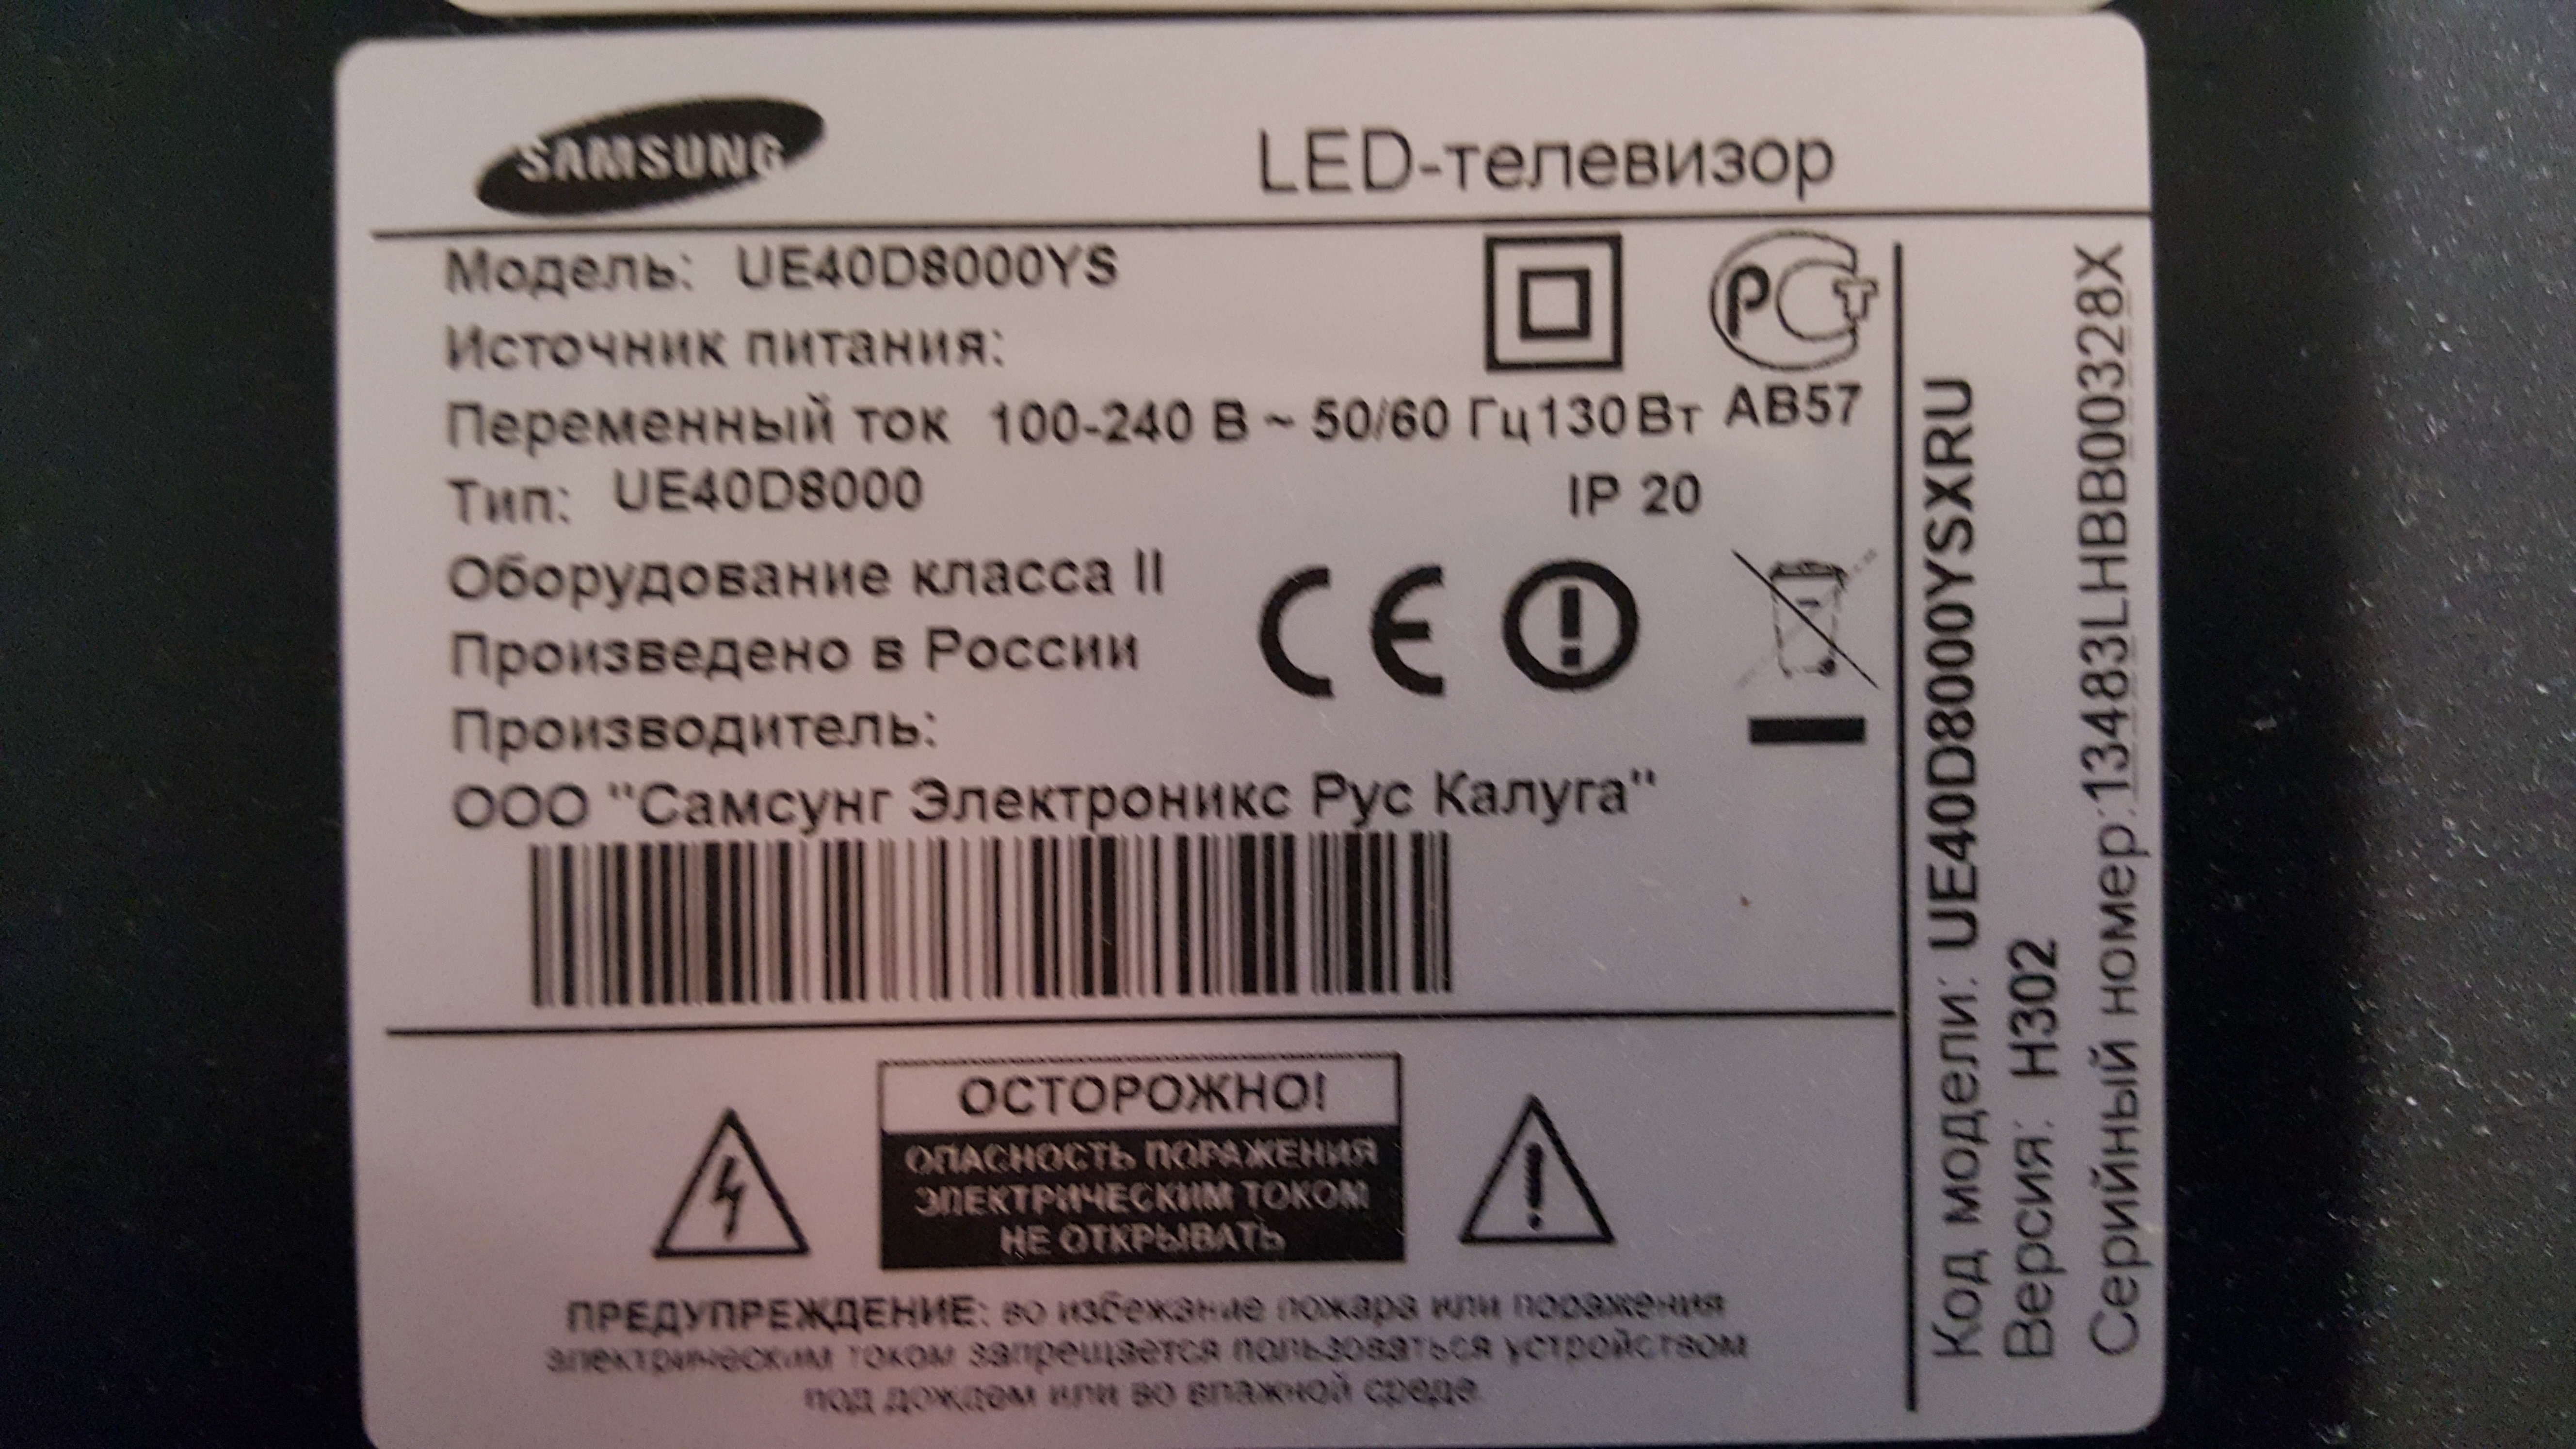 SAMSUNG
LED-телевизор
Модель: UE40D8000YS
Источник питания:
РСТ
Переменный ток 100-240 В ~ 50/60 Гц 130 Вт АВ57
Тип: UE40D8000
IP 20
Оборудование класса II
CE
Произведено в России
Производитель:
ООО "Самсунг Электроникс Рус Калуга"
ОСТОРОЖНО!
ОПАСНОСТЬ ПОРАЖЕНИЯ
ЭЛЕКТРИЧЕСКИМ ТОКОМ
НЕ ОТКРЫВАТЬ
ПРЕДУПРЕЖДЕНИЕ: во избежание пожара или поражения
электрическим током запрещается пользоваться устройством
под дождем или во влажной среде.
Код модели: UE40D8000YSXRU
Версия: H302
Серийный номер:13483LHBB00328X